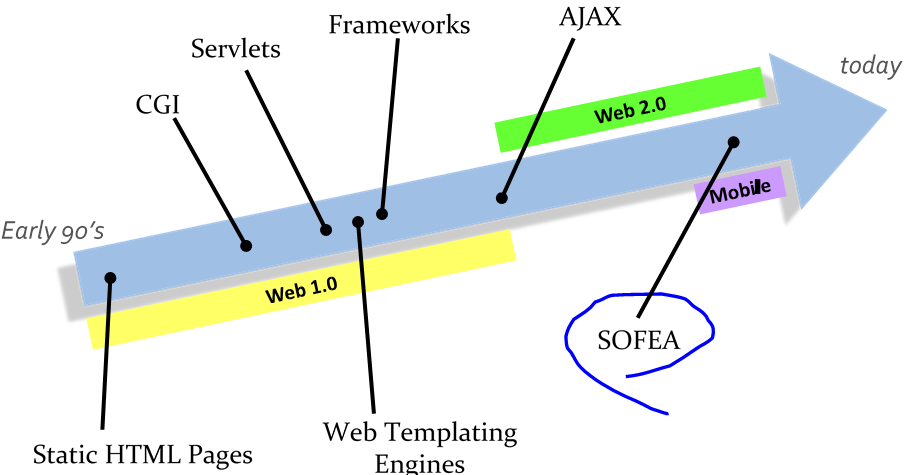 AJAX
Frameworks
Servlets
today
CGI
Web 2.0
Mobile
Early 90's
Web 1.0
SOFEA
Web Templating
Engines
Static HTML Pages